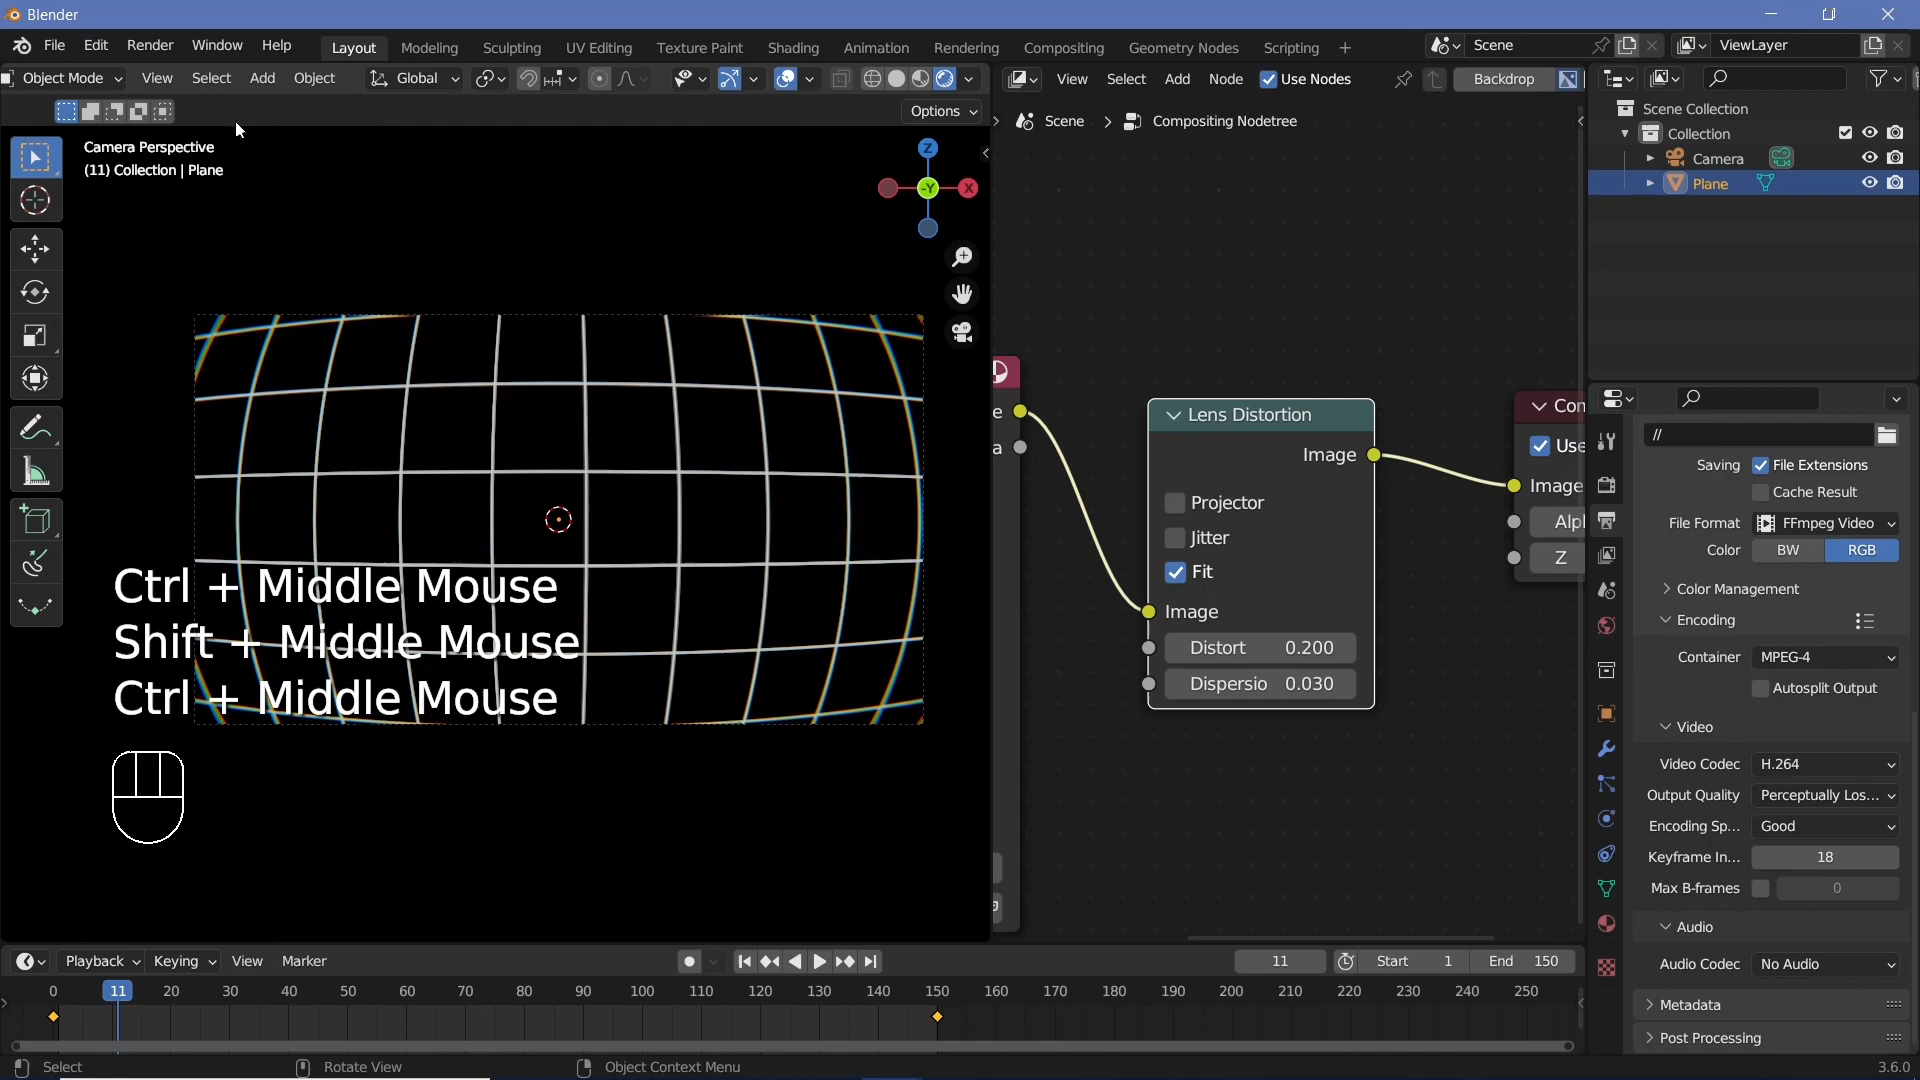 Blender
File Edit Render Window Help
Layout Modeling Sculpting UV Editing Texture Paint Shading Animation Rendering Compositing Geometry Nodes Scripting +
Scene
ViewLayer
Object Mode View Select Add Object Global
View Select Add Node Use Nodes Backdrop
Options
Scene > Compositing Nodetree
Scene Collection
Collection
Camera
Plane
Camera Perspective
(11) Collection | Plane
Z
X
-Y
Ctrl + Middle Mouse
Shift + Middle Mouse
Ctrl + Middle Mouse
e
a
Lens Distortion
Image
Projector
Jitter
Fit
Image
Distort 0.200
Dispersio 0.030
Con
Use
Image
Alpl
Z
//
Saving File Extensions
Cache Result
File Format FFmpeg Video
Color BW RGB
Color Management
Encoding
Container MPEG-4
Autosplit Output
Video
Video Codec H.264
Output Quality Perceptually Los...
Encoding Sp... Good
Keyframe In... 18
Max B-frames 0
Audio
Audio Codec No Audio
Metadata
Post Processing
Playback Keying View Marker
11 Start 1 End 150
0 11 20 30 40 50 60 70 80 90 100 110 120 130 140 150 160 170 180 190 200 210 220 230 240 250
Select Rotate View Object Context Menu 3.6.0